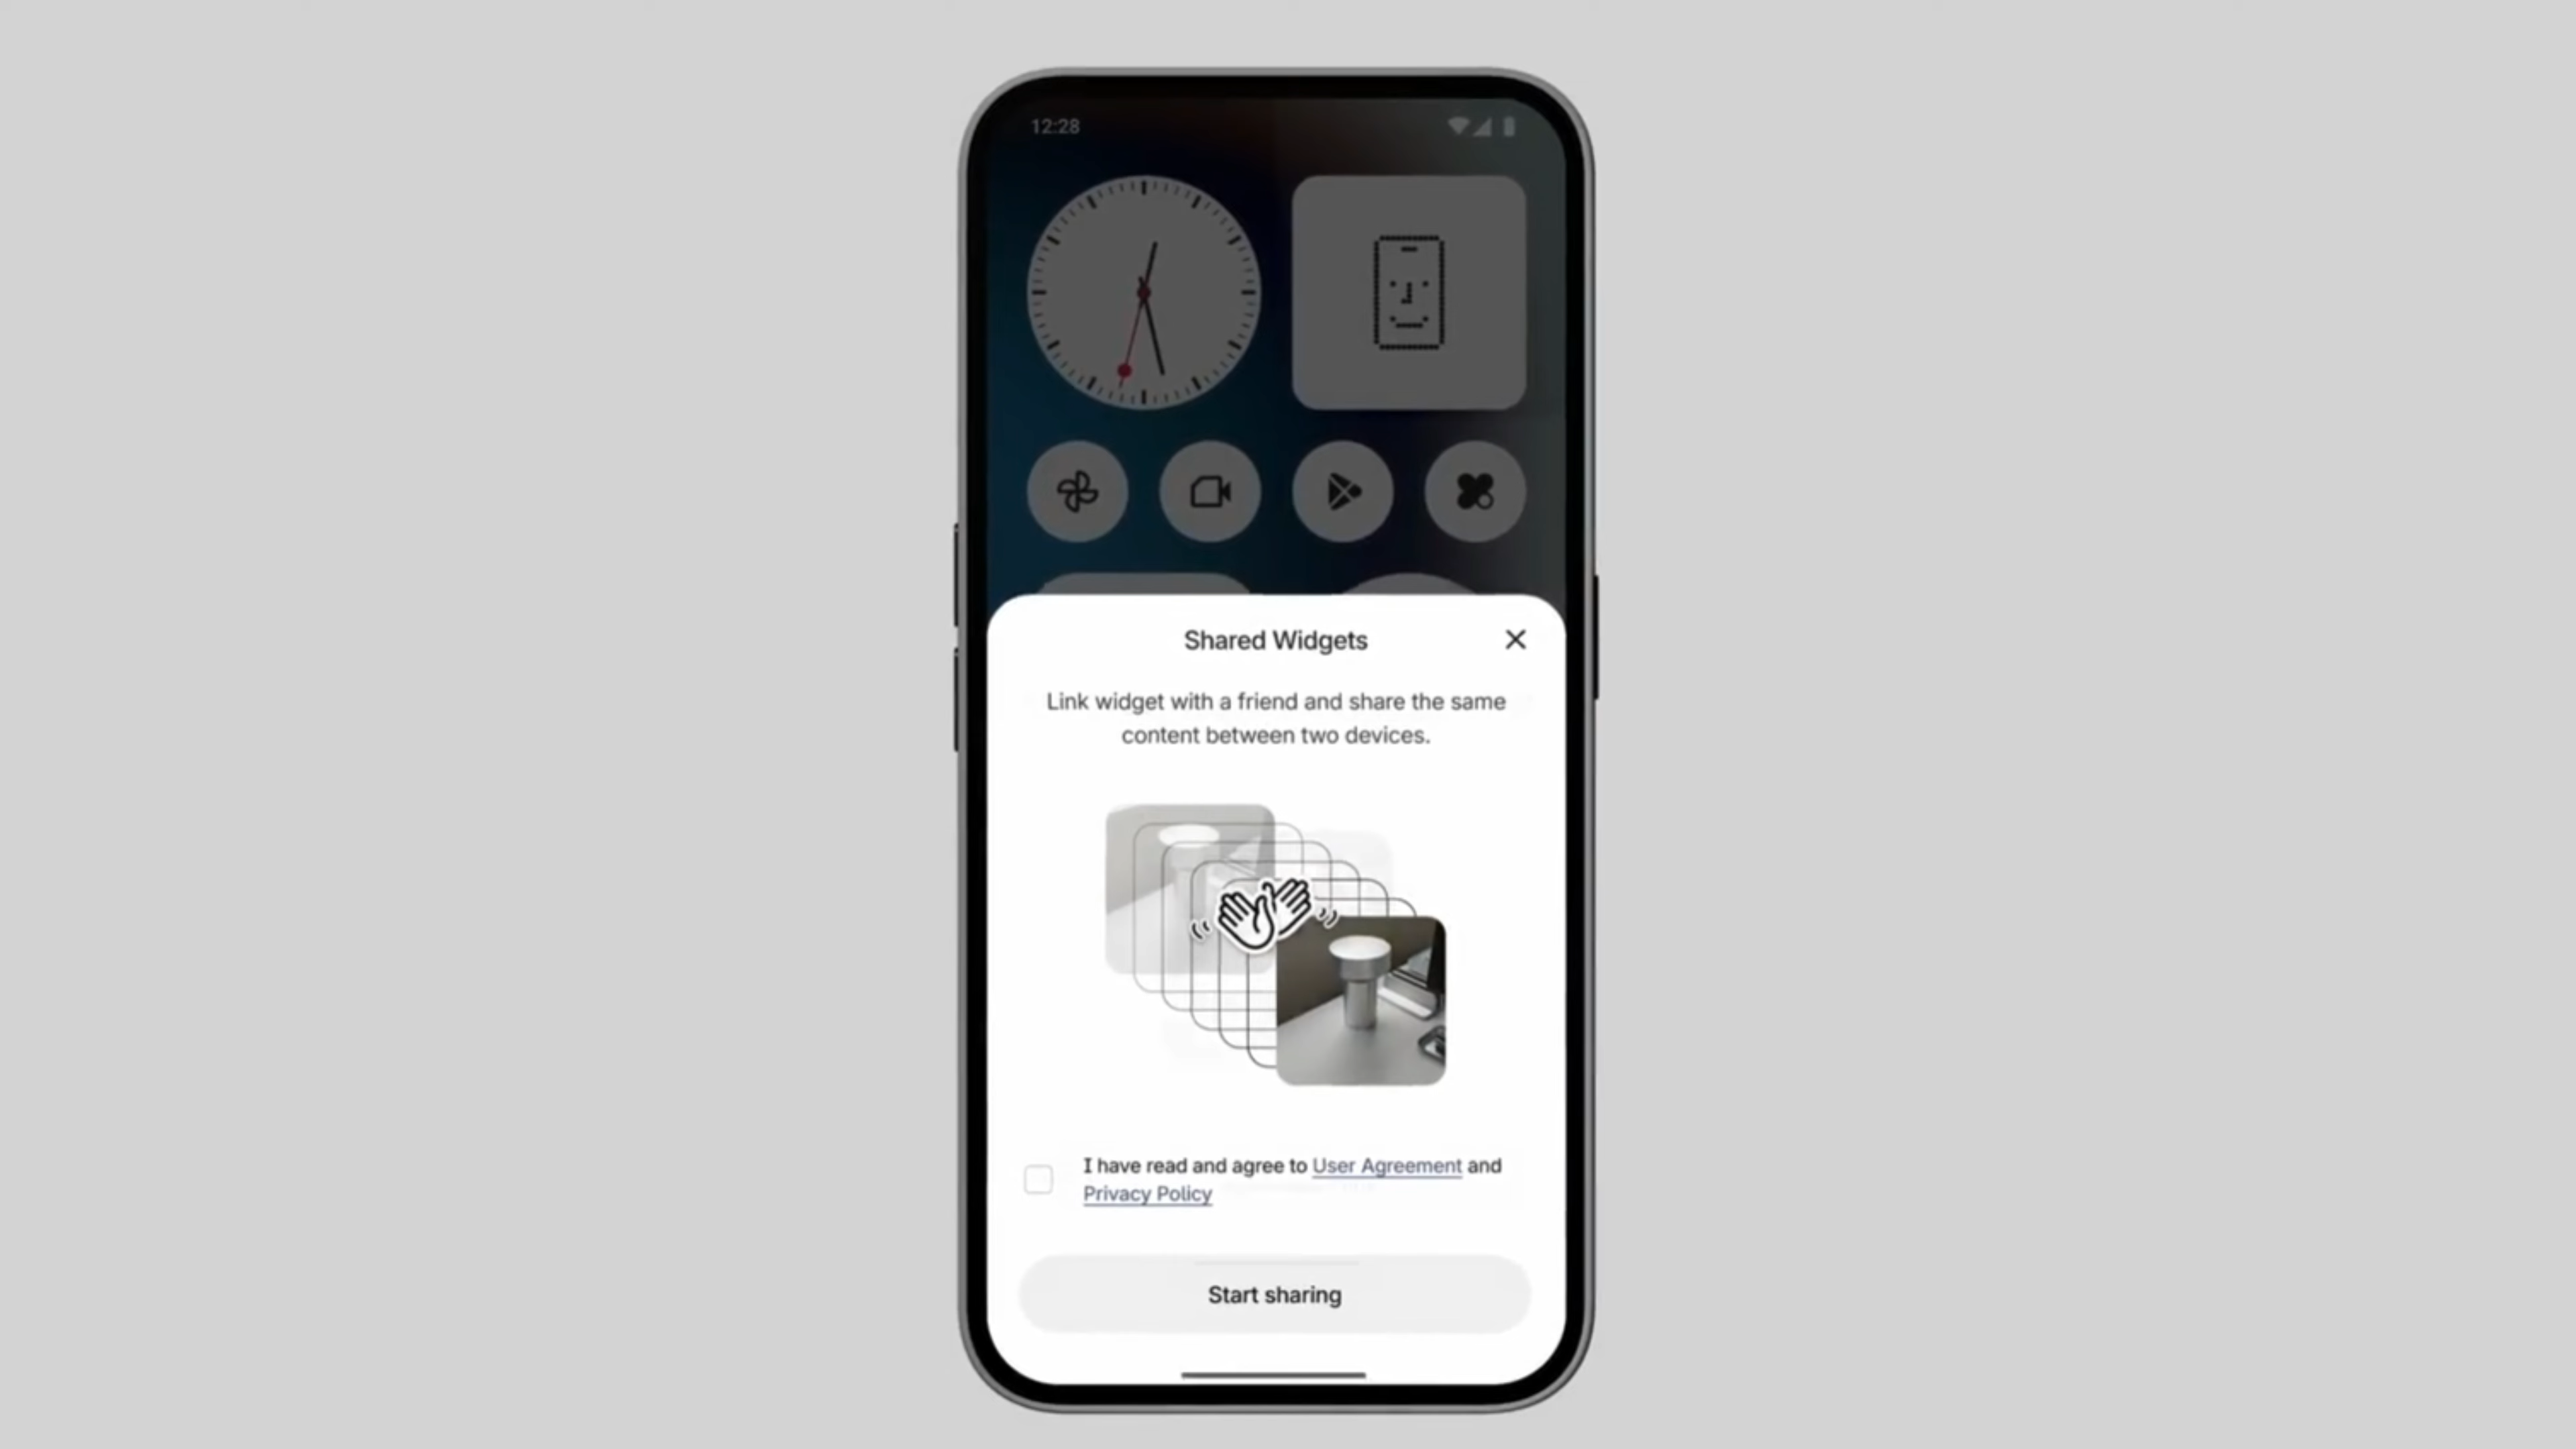 12:28
Shared Widgets
Link widget with a friend and share the same
content between two devices.
I have read and agree to User Agreement and
Privacy Policy
Start sharing